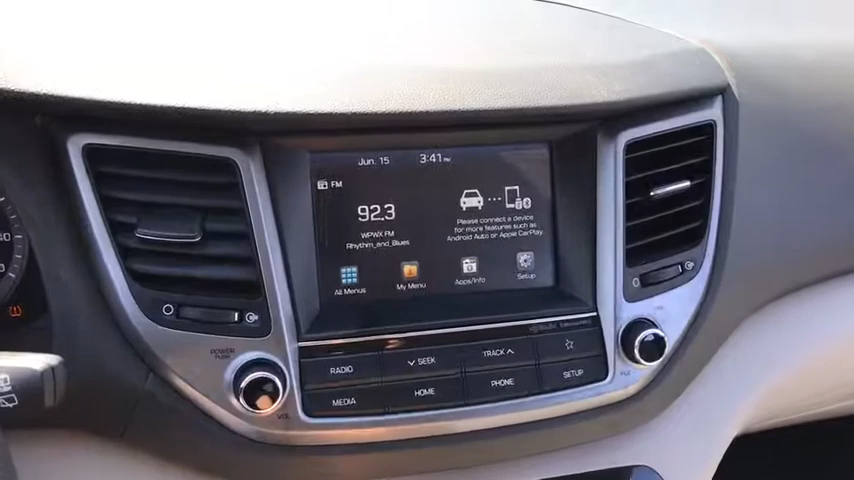 Jun. 15
3:41 PM
FM
92.3
WPWX FM
Rhythm_and_Blues
Please connect a device
for more features such as
Android Auto or Apple CarPlay.
All Menus
My Menu
Apps/Info
Setup
POWER
PUSH
VOL
RADIO
MEDIA
SEEK
HOME
TRACK
PHONE
SETUP
FILE